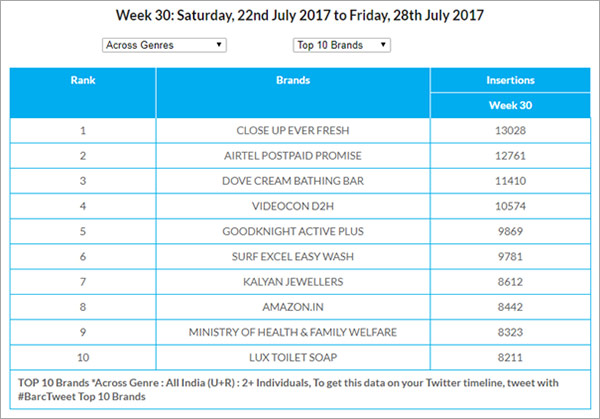 Week 30: Saturday, 22nd July 2017 to Friday, 28th July 2017
Across Genres Top 10 Brands
Rank Brands Insertions
Week 30
1 CLOSE UP EVER FRESH 13028
2 AIRTEL POSTPAID PROMISE 12761
3 DOVE CREAM BATHING BAR 11410
4 VIDEOCON D2H 10574
5 GOODKNIGHT ACTIVE PLUS 9869
6 SURF EXCEL EASY WASH 9781
7 KALYAN JEWELLERS 8612
8 AMAZON.IN 8442
9 MINISTRY OF HEALTH & FAMILY WELFARE 8323
10 LUX TOILET SOAP 8211
TOP 10 Brands *Across Genre : All India (U+R) : 2+ Individuals, To get this data on your Twitter timeline, tweet with
#BarcTweet Top 10 Brands